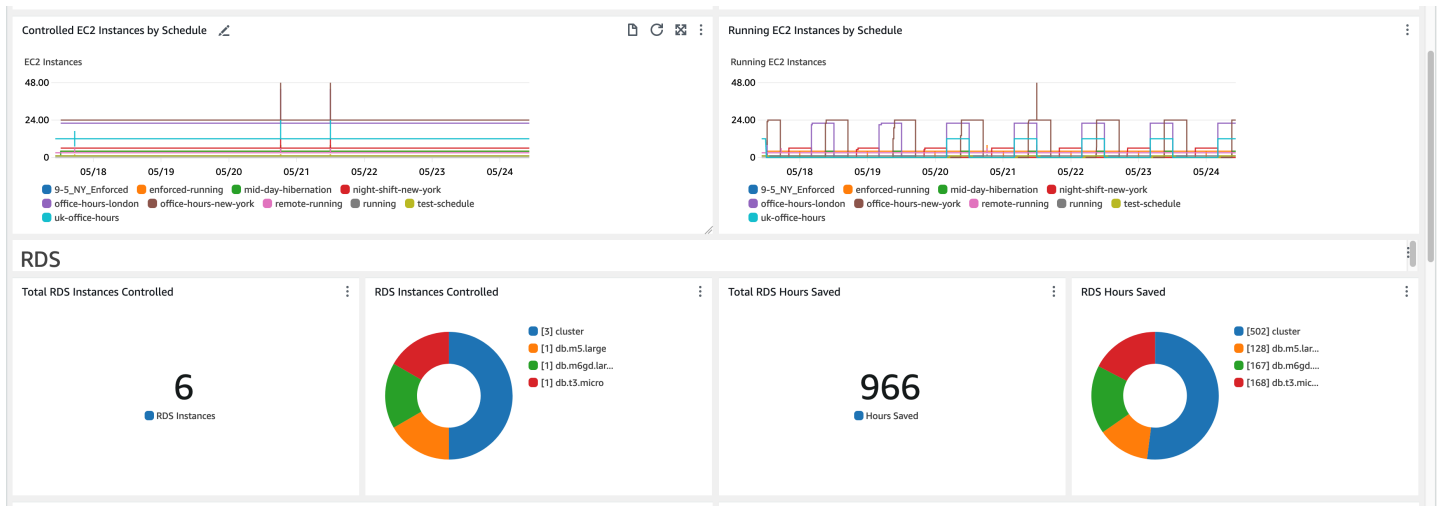 Controlled EC2 Instances by Schedule
EC2 Instances
48.00
24.00
0
05/18 05/19 05/20 05/21 05/22 05/23 05/24
9-5_NY_Enforced enforced-running mid-day-hibernation night-shift-new-york
office-hours-london office-hours-new-york remote-running running test-schedule
uk-office-hours
Running EC2 Instances by Schedule
Running EC2 Instances
48.00
24.00
0
05/18 05/19 05/20 05/21 05/22 05/23 05/24
9-5_NY_Enforced enforced-running mid-day-hibernation night-shift-new-york
office-hours-london office-hours-new-york remote-running running test-schedule
uk-office-hours
RDS
Total RDS Instances Controlled
6
RDS Instances
RDS Instances Controlled
[3] cluster
[1] db.m5.large
[1] db.m6gd.lar...
[1] db.t3.micro
Total RDS Hours Saved
966
Hours Saved
RDS Hours Saved
[502] cluster
[128] db.m5.lar...
[167] db.m6gd....
[168] db.t3.mic...